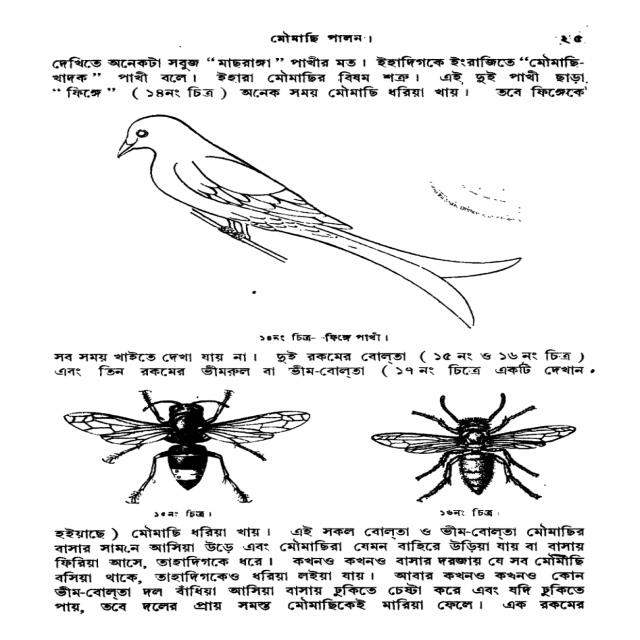 মৌমাছি পালন।
২৫
দেখিতে অনেকটা সবুজ “মাছরাঙ্গা” পাখীর মত। ইহাদিগকে ইংরাজিতে “মৌমাছি-
খাদক” পাখী বলে। ইহারা মৌমাছির বিষম শত্রু। এই দুই পাখী ছাড়া
“ফিঙ্গে” (১৪নং চিত্র) অনেক সময় মৌমাছি ধরিয়া খায়। তবে ফিঙ্গেকে
১৪নং চিত্র--ফিঙ্গে পাখী।
সব সময় খাইতে দেখা যায় না। দুই রকমের বোল্‌তা (১৫ নং ও ১৬ নং চিত্র)
এবং তিন রকমের ভীমরুল বা ভীম-বোল্‌তা (১৭ নং চিত্রে একটি দেখান
১৫নং চিত্র।
১৬নং চিত্র।
হইয়াছে) মৌমাছি ধরিয়া খায়। এই সকল বোল্‌তা ও ভীম-বোল্‌তা মৌমাছির
বাসার সামনে আসিয়া উড়ে এবং মৌমাছিরা যেমন বাহিরে উড়িয়া যায় বা বাসায়
ফিরিয়া আসে, তাহাদিগকে ধরে। কখনও কখনও বাসার দরজায় যে সব মৌমাছি
বসিয়া থাকে, তাহাদিগকেও ধরিয়া লইয়া যায়। আবার কখনও কখনও কোন
ভীম-বোল্‌তা দল বাঁধিয়া আসিয়া বাসায় ঢুকিতে চেষ্টা করে এবং যদি ঢুকিতে
পায়, তবে দলের প্রায় সমস্ত মৌমাছিকেই মারিয়া ফেলে। এক রকমের